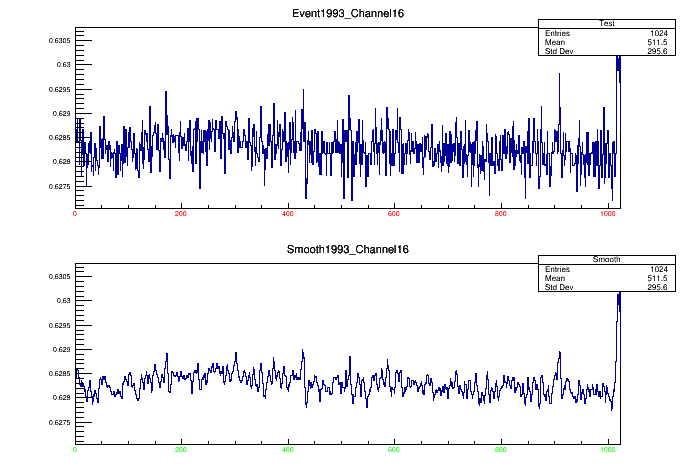 Event1993_Channel16
Test
Entries 1024
Mean 511.5
Std Dev 295.6
0.6305
0.63
0.6295
0.629
0.6285
0.628
0.6275
0 200 400 600 800 1000
Smooth1993_Channel16
Smooth
Entries 1024
Mean 511.5
Std Dev 295.6
0.6305
0.63
0.6295
0.629
0.6285
0.628
0.6275
0 200 400 600 800 1000